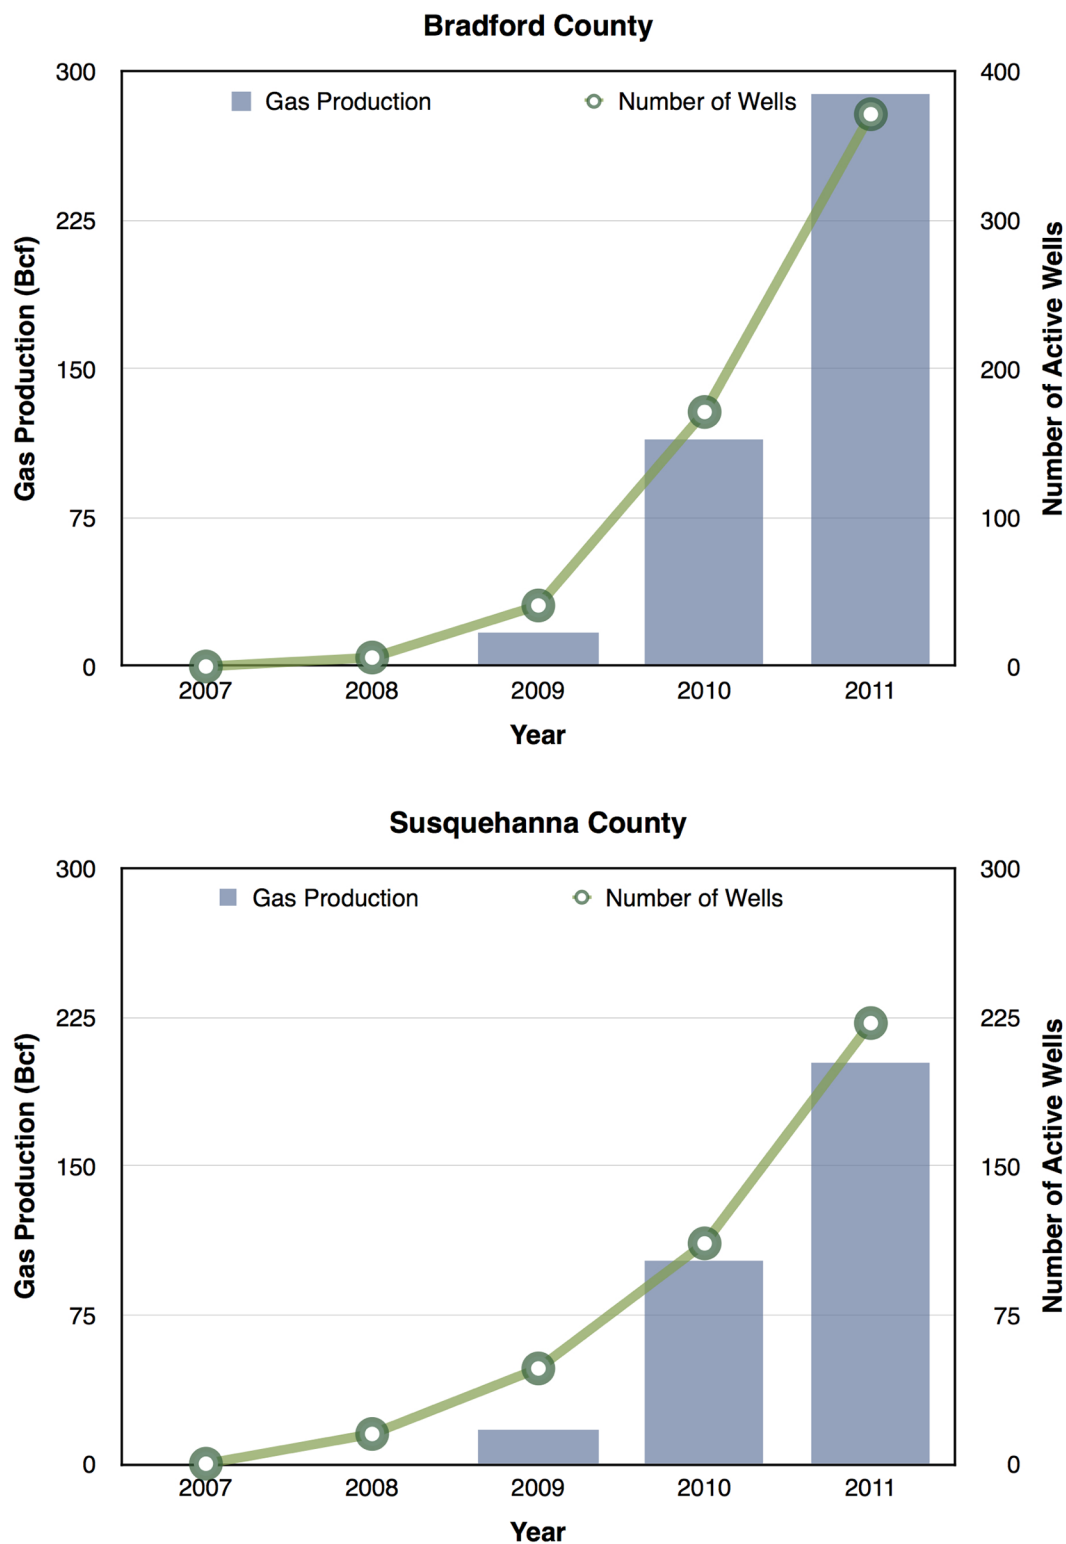 Bradford County
Gas Production
Number of Wells
300
225
150
75
0
Gas Production (Bcf)
400
300
200
100
0
Number of Active Wells
2007
2008
2009
2010
2011
Year
Susquehanna County
Gas Production
Number of Wells
300
225
150
75
0
Gas Production (Bcf)
300
225
150
75
0
Number of Active Wells
2007
2008
2009
2010
2011
Year